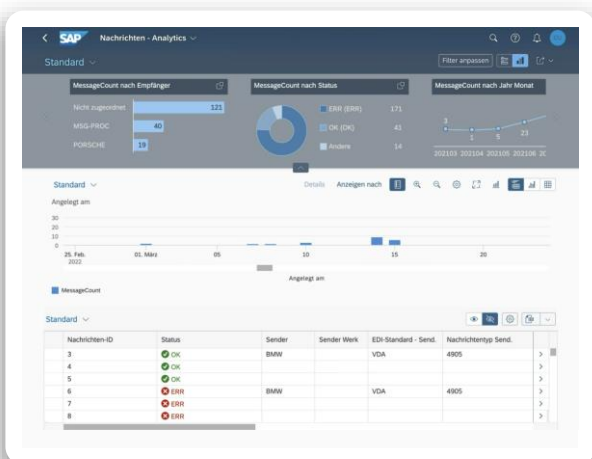 SAP Nachrichten - Analytics
Standard
Filter anpassen
MessageCount nach Empfänger
Nicht zugeordnet 121
MSG-PROC 40
PORSCHE 19
MessageCount nach Status
ERR (ERR) 171
OK (OK) 41
Andere 14
MessageCount nach Jahr Monat
3 1 5 23
202103 202104 202105 202106 20
Standard
Details Anzeigen nach
Angelegt am
30
20
10
0
25. Feb. 01. März 05 10 15 20
2022
Angelegt am
MessageCount
Standard
Nachrichten-ID Status Sender Sender Werk EDI-Standard - Send. Nachrichtentyp Send.
3 OK BMW VDA 4905
4 OK
5 OK
6 ERR BMW VDA 4905
7 ERR
8 ERR